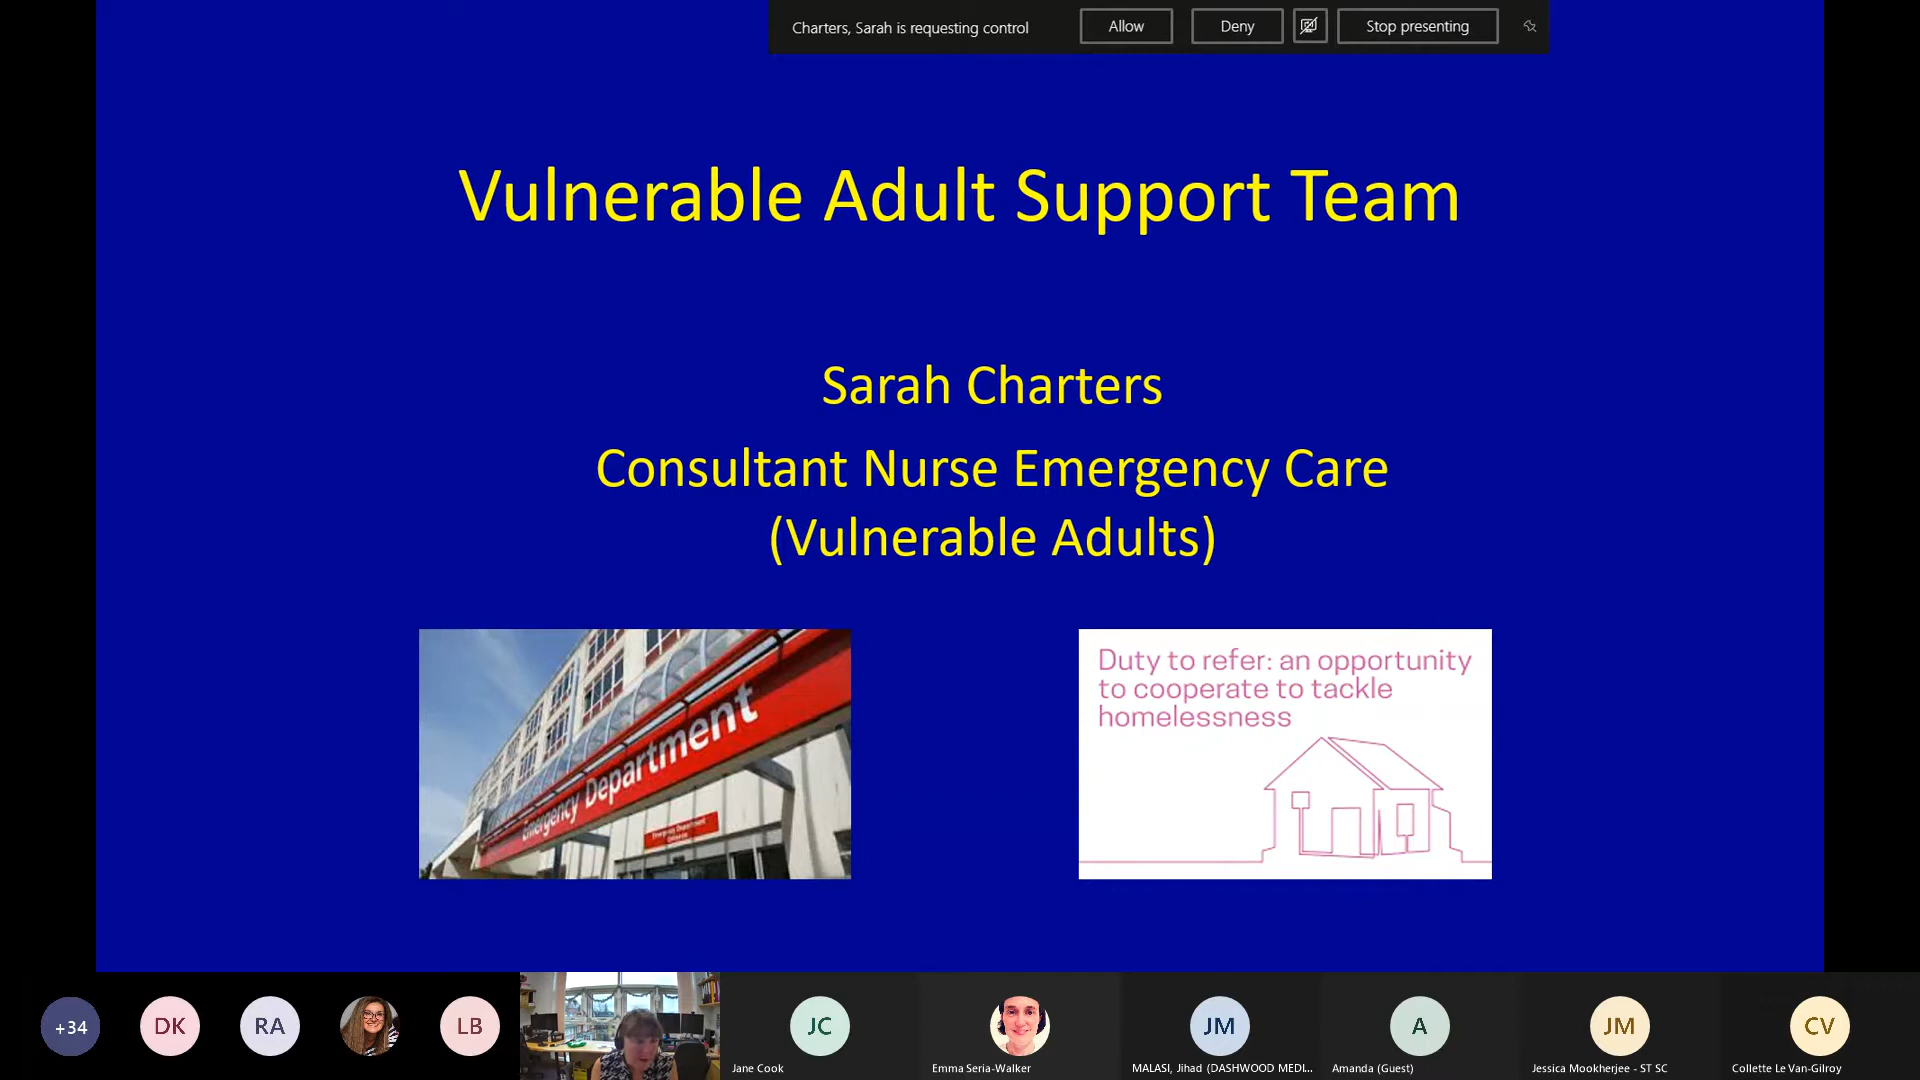 Charters, Sarah is requesting control
Allow
Deny
Stop presenting
Vulnerable Adult Support Team
Sarah Charters
Consultant Nurse Emergency Care
(Vulnerable Adults)
Emergency Department
Emergency Department
Duty to refer: an opportunity
to cooperate to tackle
homelessness
+34
DK
RA
LB
JC
JM
A
JM
CV
Jane Cook
Emma Seria-Walker
MALASI, Jihad (DASHWOOD MEDI...
Amanda (Guest)
Jessica Mookherjee - ST SC
Collette Le Van-Gilroy